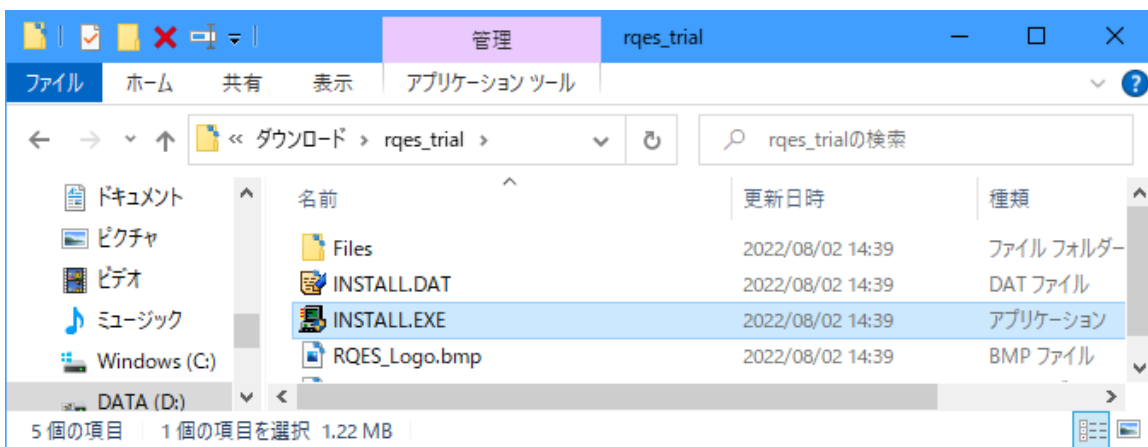 管理 rqes_trial
ファイル ホーム 共有 表示 アプリケーション ツール
« ダウンロード › rqes_trial › rqes_trialの検索
ドキュメント
ピクチャ
ビデオ
ミュージック
Windows (C:)
DATA (D:)
名前 更新日時 種類
Files 2022/08/02 14:39 ファイル フォルダー
INSTALL.DAT 2022/08/02 14:39 DAT ファイル
INSTALL.EXE 2022/08/02 14:39 アプリケーション
RQES_Logo.bmp 2022/08/02 14:39 BMP ファイル
5 個の項目 1 個の項目を選択 1.22 MB